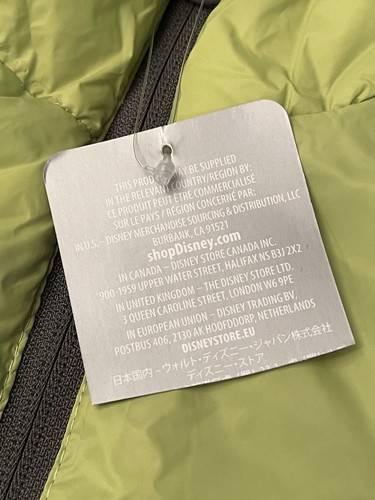 THIS PRODUCT MAY BE SUPPLIED
IN THE RELEVANT COUNTRY/REGION BY:
CE PRODUIT PEUT ÊTRE COMMERCIALISÉ
SUR LE PAYS / RÉGION CONCERNÉ PAR:
IN U.S.– DISNEY MERCHANDISE SOURCING & DISTRIBUTION, LLC
BURBANK, CA 91521
shopDisney.com
IN CANADA – DISNEY STORE CANADA INC.
900-1959 UPPER WATER STREET, HALIFAX NS B3J 2X2
IN UNITED KINGDOM – THE DISNEY STORE LTD.
3 QUEEN CAROLINE STREET, LONDON W6 9PE
IN EUROPEAN UNION – DISNEY TRADING BV,
POSTBUS 406, 2130 AK HOOFDDORP, NETHERLANDS
DISNEYSTORE.EU
日本国内 – ウォルト・ディズニー・ジャパン株式会社
ディズニーストア